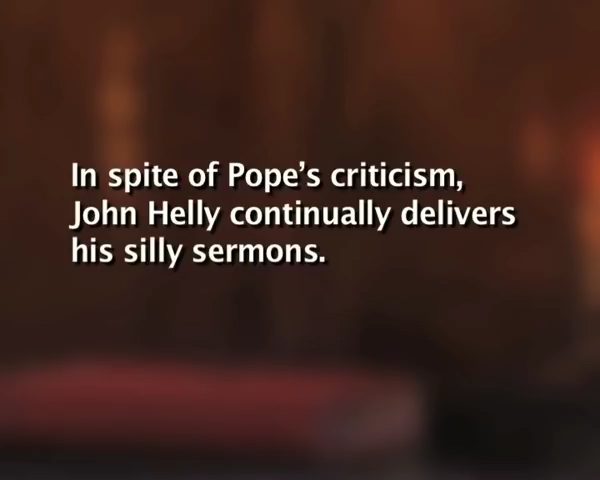 In spite of Pope’s criticism,
John Helly continually delivers
his silly sermons.